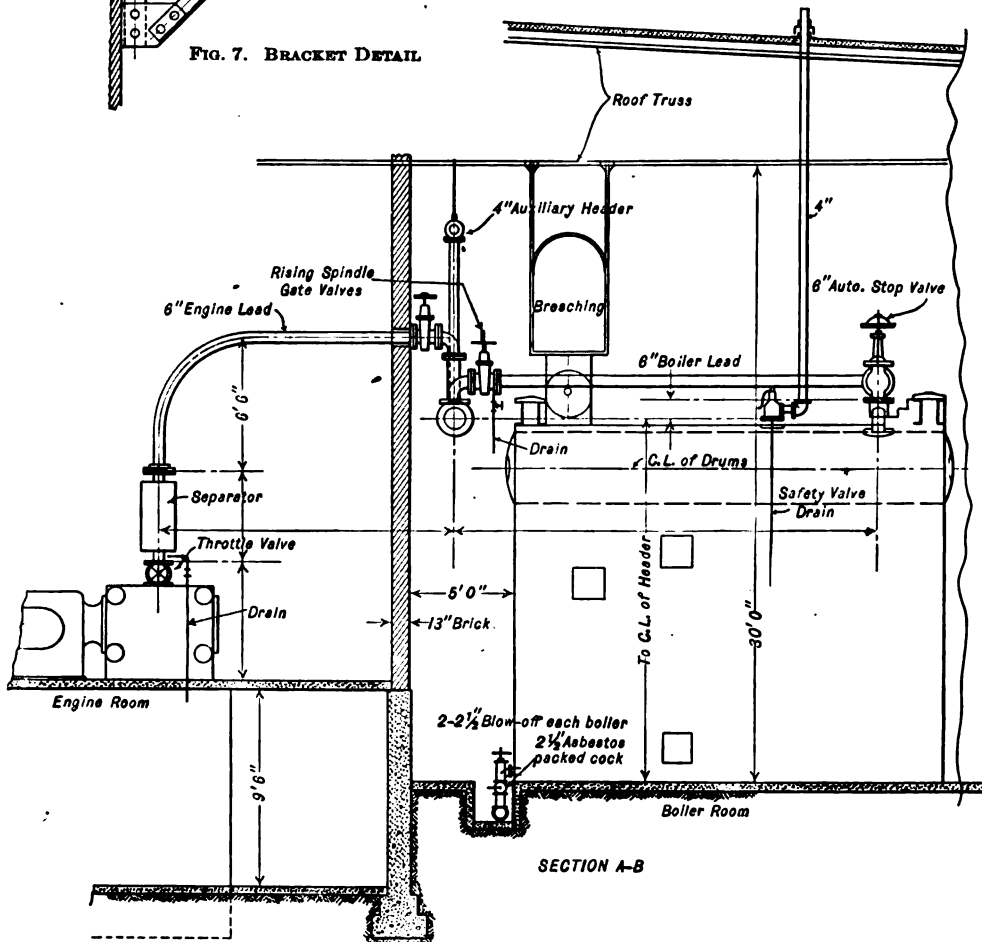 FIG. 7. BRACKET DETAIL
Roof Truss
4" Auxiliary Header
4"
Rising Spindle
Gate Valves
6" Auto. Stop Valve
6" Engine Lead
Breaching
6" Boiler Lead
6'6"
Drain
C.L. of Drums
Separator
Safety Valve
Drain
Throttle Valve
5'0"
Drain
13" Brick
To C.L. of Header
30'0"
Engine Room
2-2½" Blow-off each boiler
2½" Asbestos
packed cock
9'6"
Boiler Room
SECTION A-B